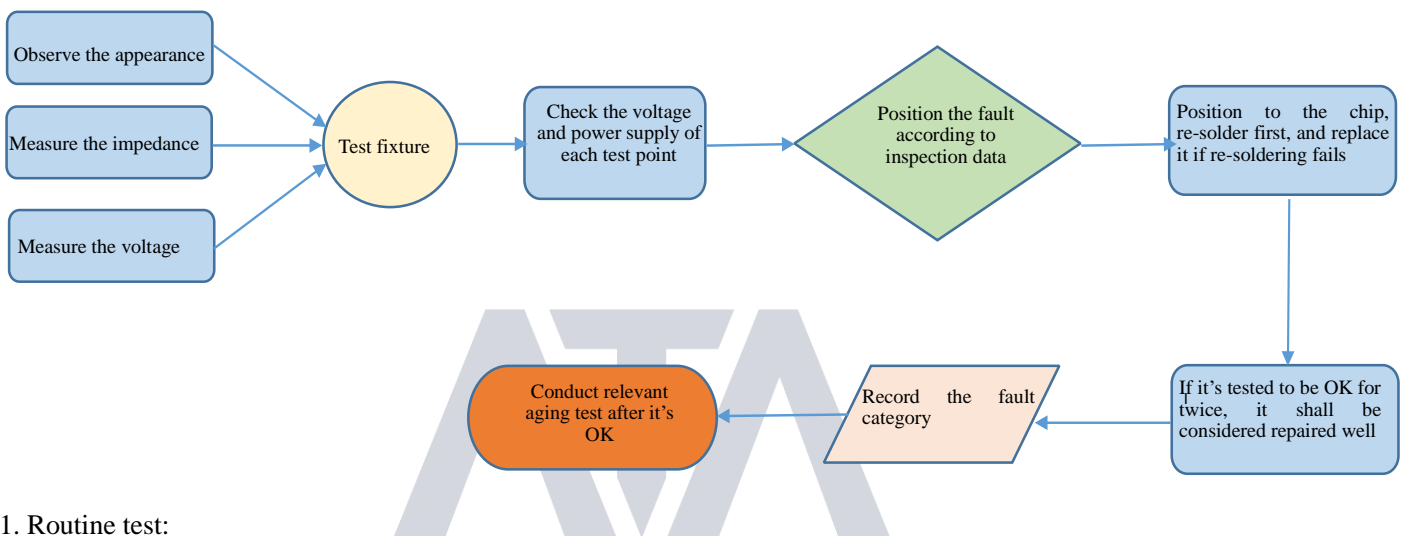 Observe the appearance
Measure the impedance
Measure the voltage
Test fixture
Check the voltage
and power supply of
each test point
Position the fault
according to
inspection data
Position to the chip,
re-solder first, and replace
it if re-soldering fails
If it's tested to be OK for
twice, it shall be
considered repaired well
Record the fault
category
Conduct relevant
aging test after it's
OK
ATA
1. Routine test: